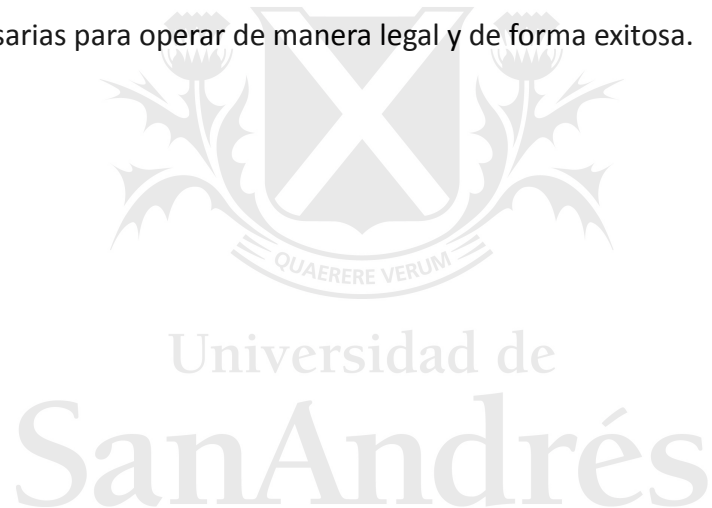 sarias para operar de manera legal y de forma exitosa.
QUAERERE VERUM
Universidad de
SanAndrés